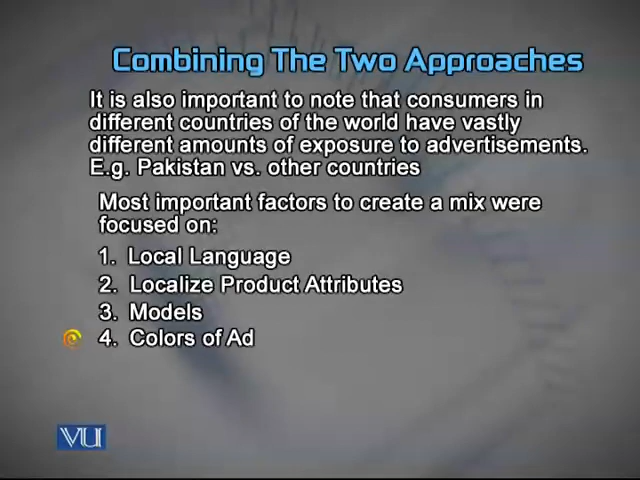 Combining The Two Approaches
It is also important to note that consumers in
different countries of the world have vastly
different amounts of exposure to advertisements.
E.g. Pakistan vs. other countries
Most important factors to create a mix were
focused on:
1. Local Language
2. Localize Product Attributes
3. Models
4. Colors of Ad
VU